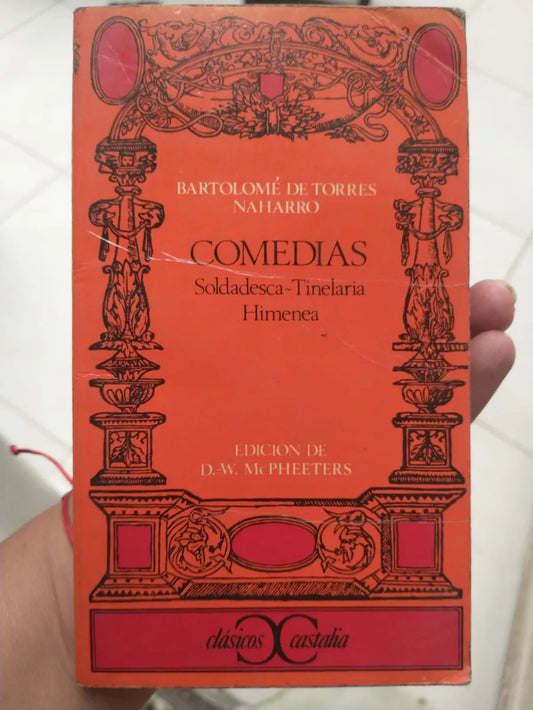 BARTOLOMÉ DE TORRES
NAHARRO
COMEDIAS
Soldadesca-Tinelaria
Himenea
EDICIÓN DE
D.-W. McPHEETERS
clásicos castalia